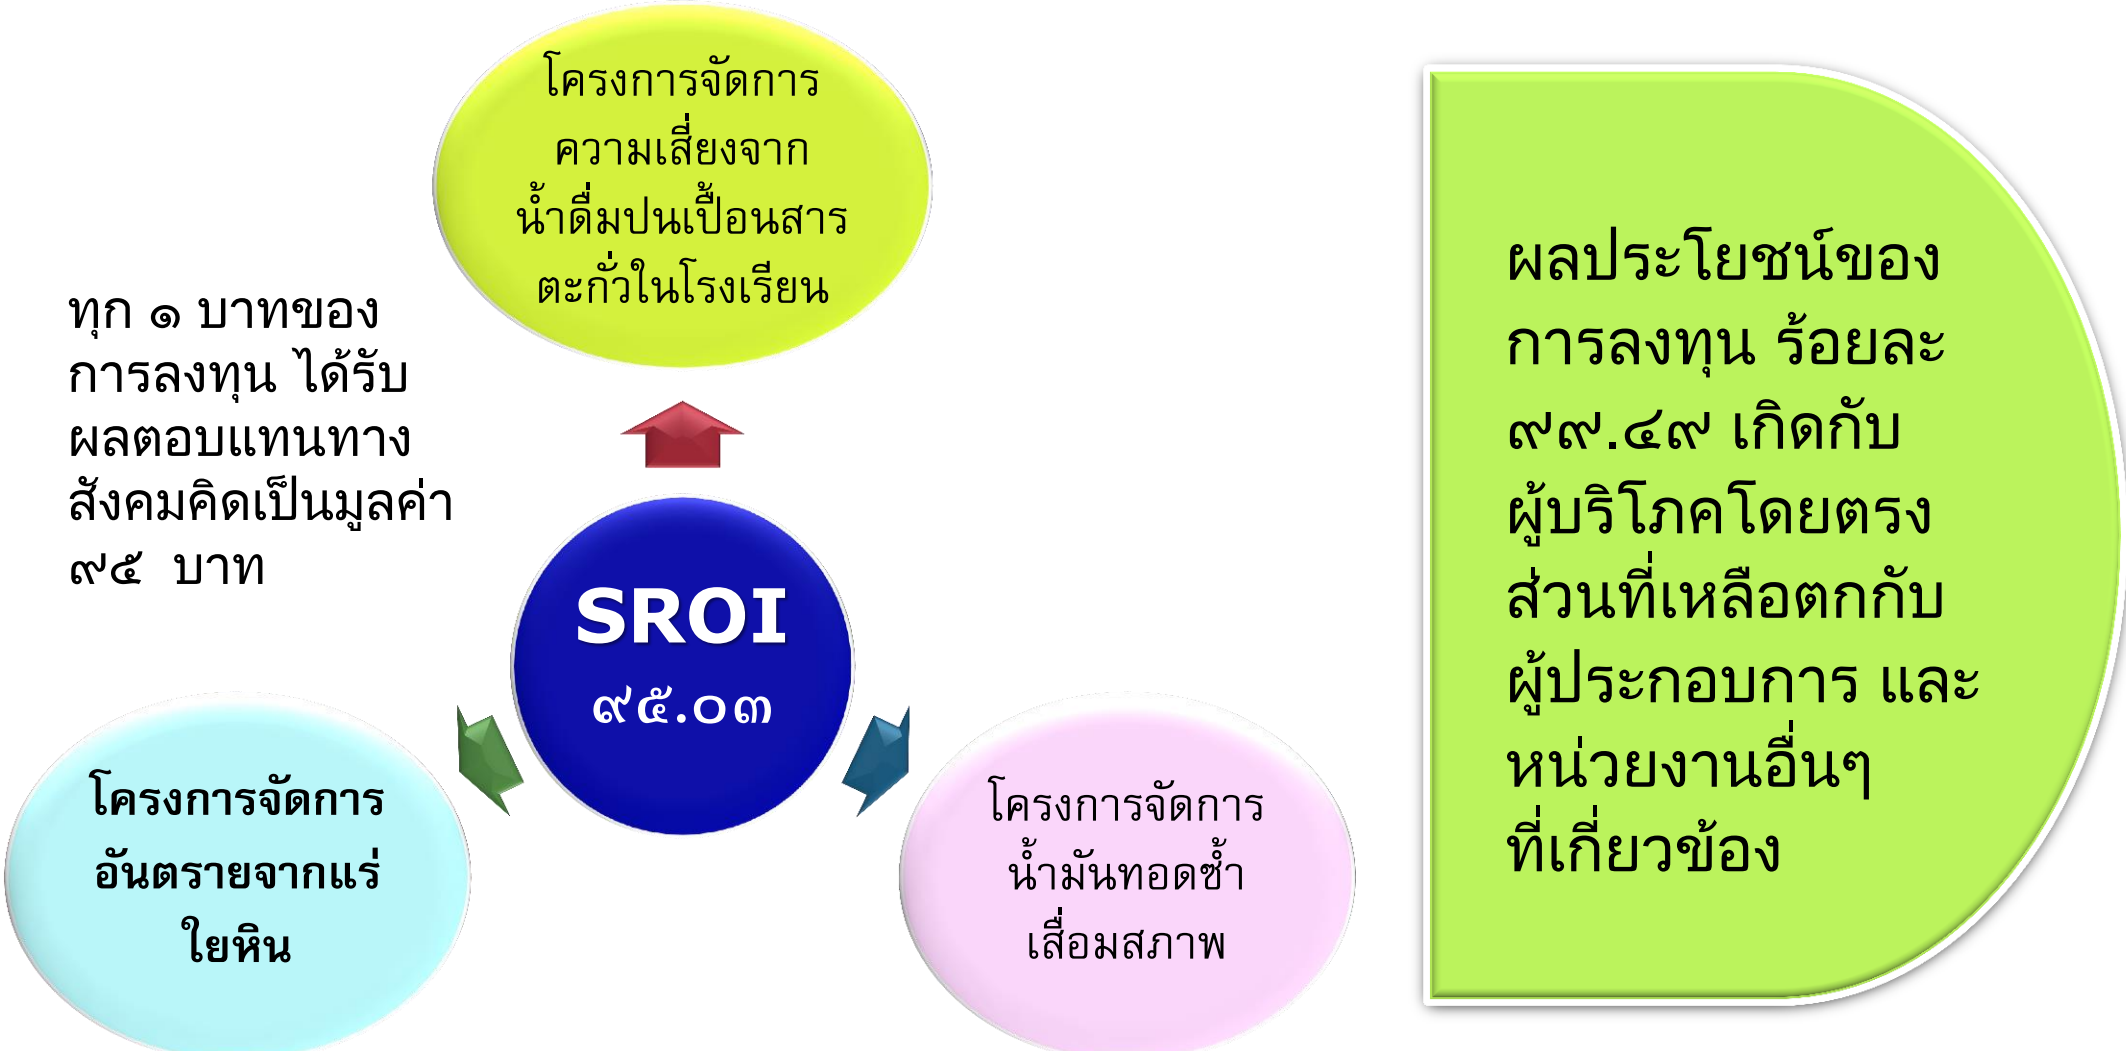 โครงการจัดการ
ความเสี่ยงจาก
น้ำดื่มปนเปื้อนสาร
ตะกั่วในโรงเรียน
ทุก ๑ บาทของ
การลงทุน ได้รับ
ผลตอบแทนทาง
สังคมคิดเป็นมูลค่า
๙๕ บาท
SROI
๙๕.๐๓
โครงการจัดการ
อันตรายจากแร่
ใยหิน
โครงการจัดการ
น้ำมันทอดซ้ำ
เสื่อมสภาพ
ผลประโยชน์ของ
การลงทุน ร้อยละ
๙๙.๔๙ เกิดกับ
ผู้บริโภคโดยตรง
ส่วนที่เหลือตกกับ
ผู้ประกอบการ และ
หน่วยงานอื่นๆ
ที่เกี่ยวข้อง